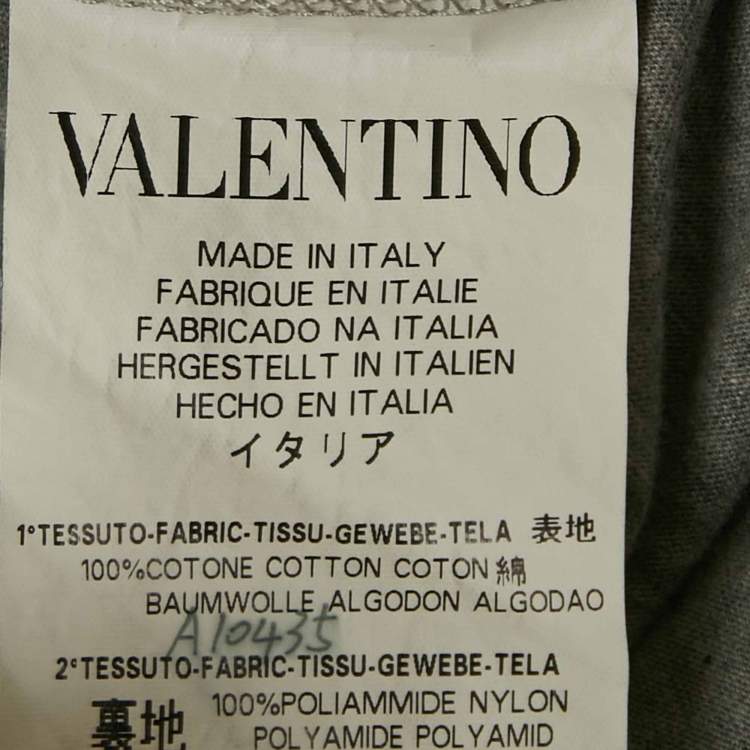 VALENTINO
MADE IN ITALY
FABRIQUE EN ITALIE
FABRICADO NA ITALIA
HERGESTELLT IN ITALIEN
HECHO EN ITALIA
イタリア
1°TESSUTO-FABRIC-TISSU-GEWEBE-TELA 表地
100%COTONE COTTON COTON 綿
BAUMWOLLE ALGODON ALGODAO
A10435
2°TESSUTO-FABRIC-TISSU-GEWEBE-TELA
裏地 100%POLIAMMIDE NYLON
POLYAMIDE POLYAMID